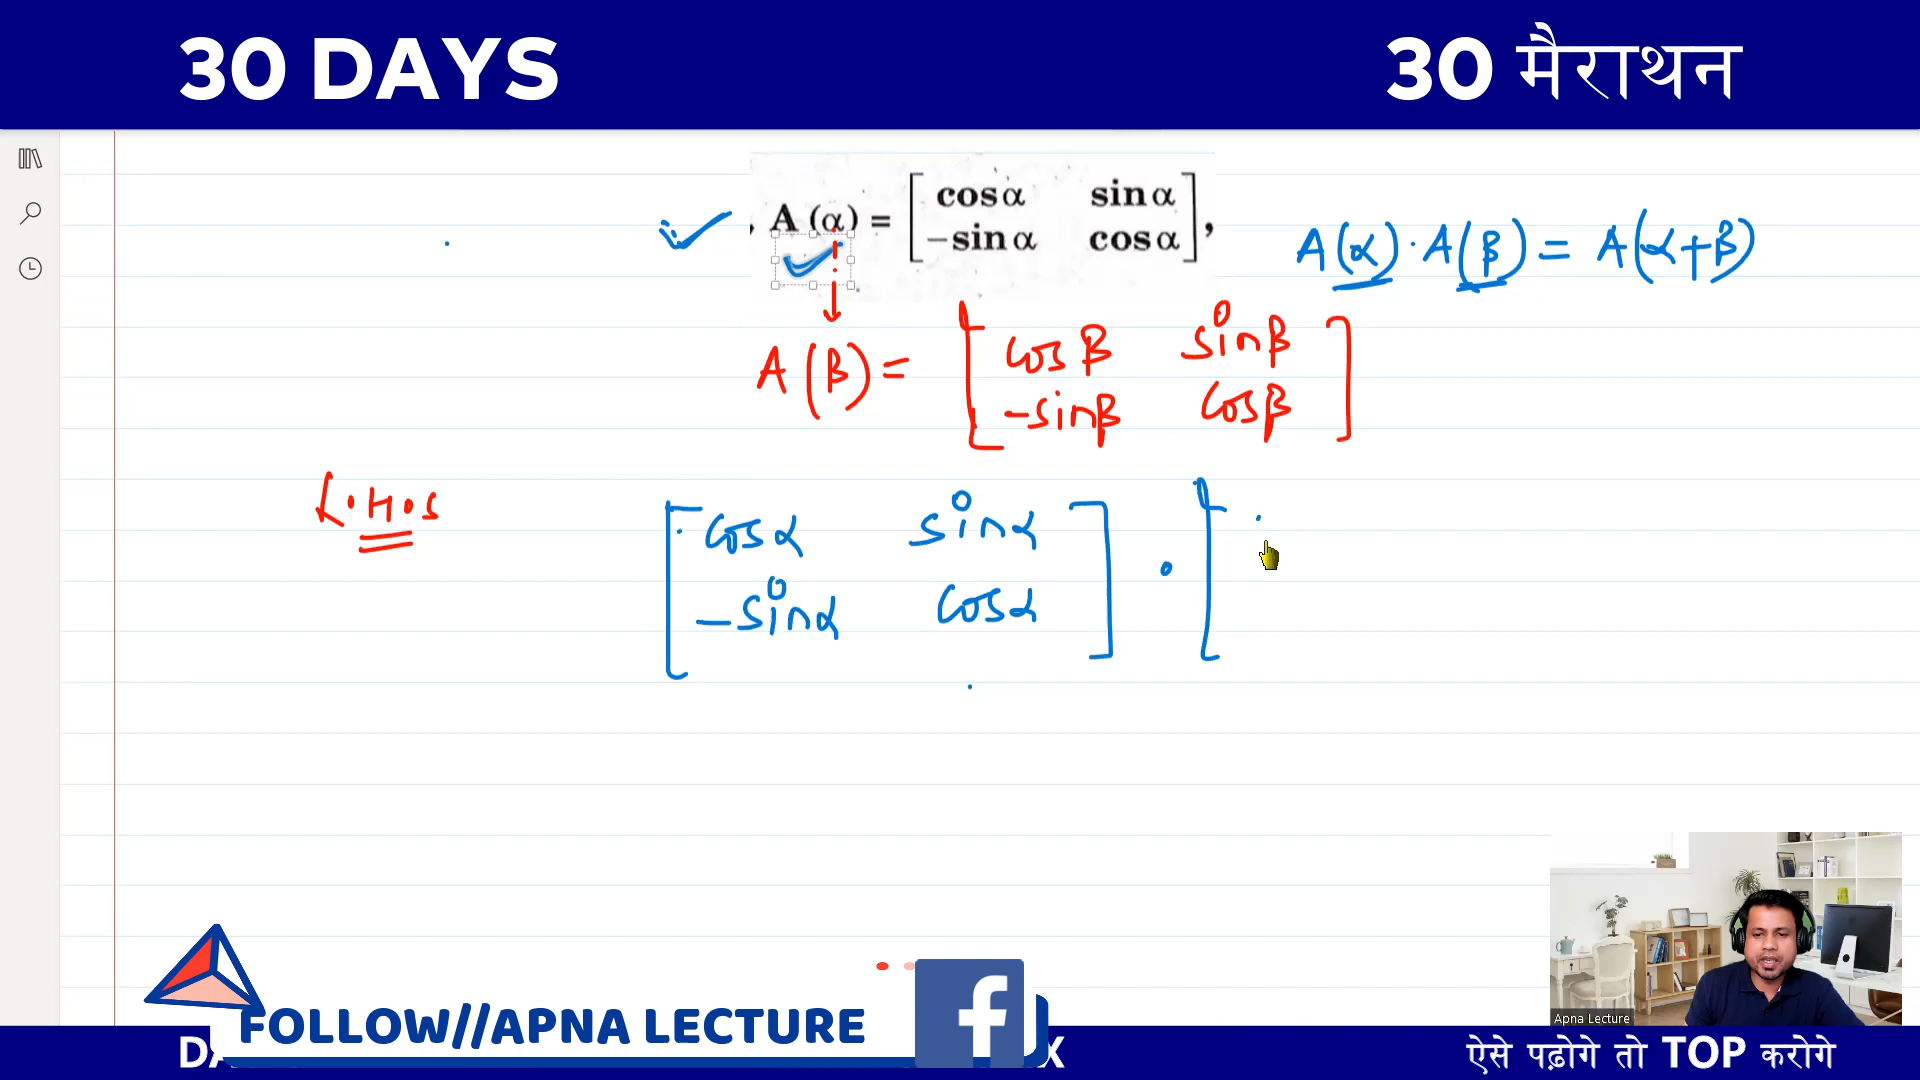 30 DAYS
30 मैराथन
A (α) = [ cosα sinα
-sinα cosα ],
A(α)·A(β) = A(α+β)
A(β) = [ cosβ sinβ
-sinβ cosβ ]
L.H.S
[ cosα sinα
-sinα cosα ] · [
FOLLOW//APNA LECTURE
Apna Lecture
ऐसे पढ़ोगे तो TOP करोगे